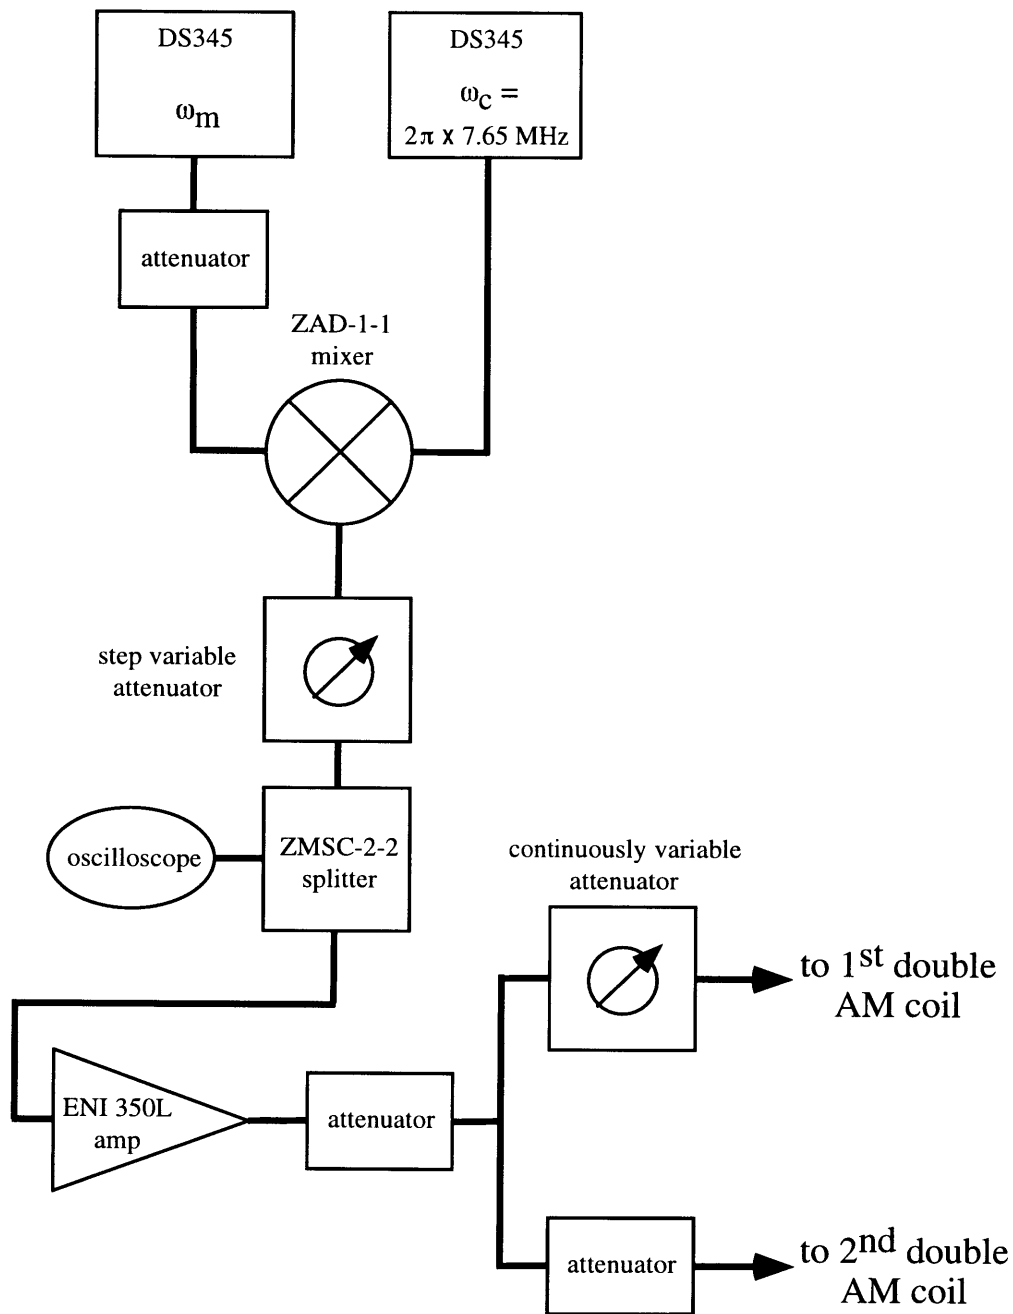 DS345
ωm
DS345
ωc =
2π x 7.65 MHz
attenuator
ZAD-1-1
mixer
step variable
attenuator
oscilloscope
ZMSC-2-2
splitter
continuously variable
attenuator
to 1st double
AM coil
ENI 350L
amp
attenuator
attenuator
to 2nd double
AM coil